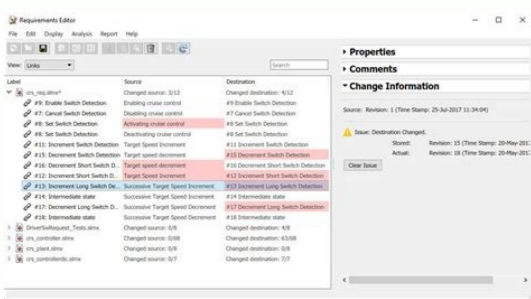 Requirements Editor
File Edit Display Analysis Report Help
View: Links Search
Label Source Destination
crs_req.slmx* Changed source: 3/12 Changed destination: 4/12
#9: Enable Switch Detection Enabling cruise control #9 Enable Switch Detection
#7: Cancel Switch Detection Disabling cruise control #7 Cancel Switch Detection
#8: Set Switch Detection Activating cruise control #8 Set Switch Detection
#8: Set Switch Detection Deactivating cruise control #8 Set Switch Detection
#11: Increment Switch Detection Target Speed Increment #11 Increment Switch Detection
#15: Decrement Switch Detection Target speed decrement #15 Decrement Switch Detection
#16: Decrement Short Switch D... Target speed decrement #16 Decrement Short Switch Detection
#12: Increment Short Switch D... Target Speed Increment #12 Increment Short Switch Detection
#13: Increment Long Switch De... Successive Target Speed Increment #13 Increment Long Switch Detection
#14: Intermediate state Successive Target Speed Increment #14 Intermediate state
#17: Decrement Long Switch D... Successive Target Speed Decrement #17 Decrement Long Switch Detection
#18: Intermediate state Successive Target Speed Decrement #18 Intermediate state
DriverSwRequest_Tests.slmx Changed source: 0/8 Changed destination: 4/8
crs_controller.slmx Changed source: 0/68 Changed destination: 63/68
crs_plant.slmx Changed source: 0/8 Changed destination: 0/8
crs_controllerdic.slmx Changed source: 0/7 Changed destination: 7/7
Properties
Comments
Change Information
Source: Revision: 1 (Time Stamp: 25-Jul-2017 11:34:04)
Issue: Destination Changed.
Stored: Revision: 15 (Time Stamp: 20-May-201
Actual: Revision: 18 (Time Stamp: 20-May-201
Clear Issue